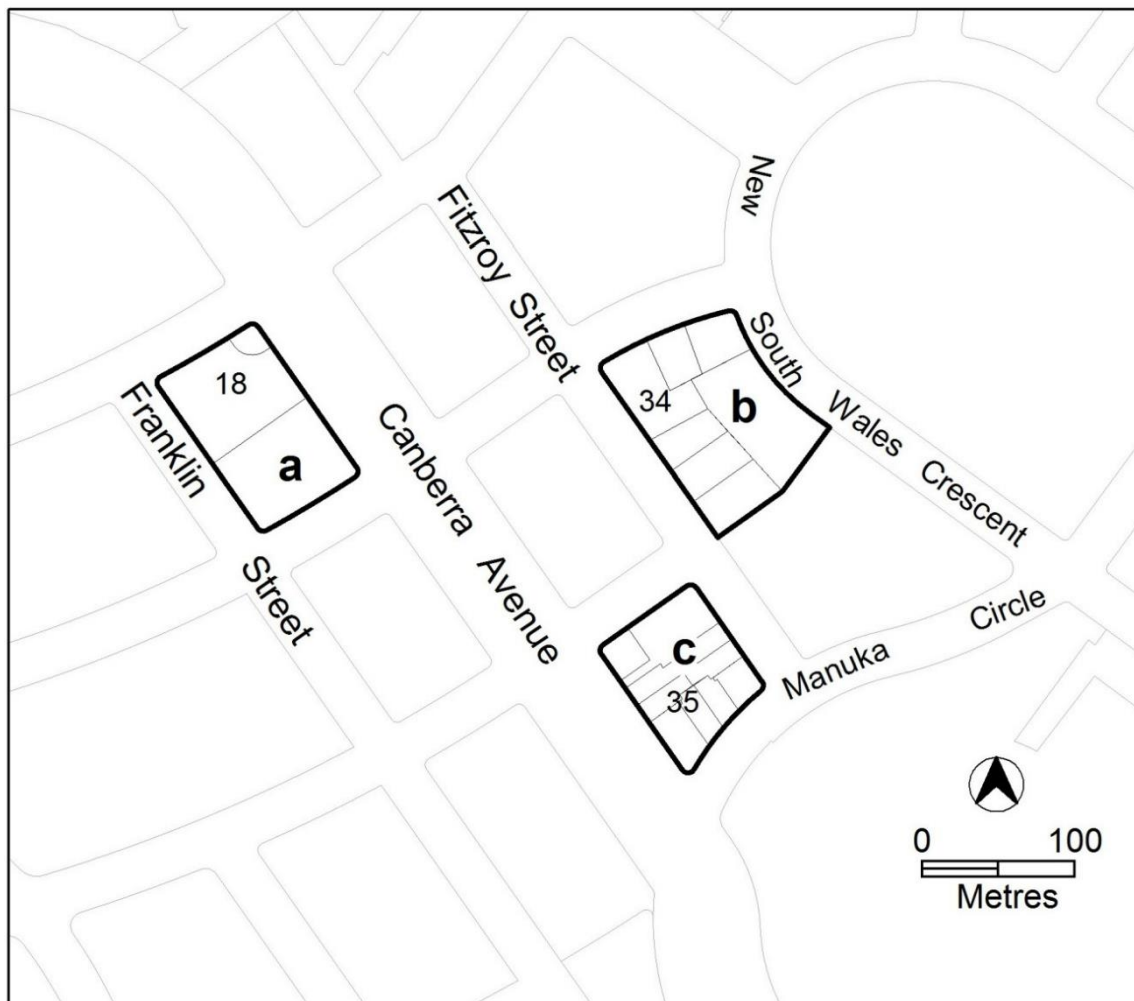 New
Fitzroy Street
South Wales Crescent
18
34
b
Franklin Street
a
Canberra Avenue
c
35
Manuka Circle
0 100
Metres